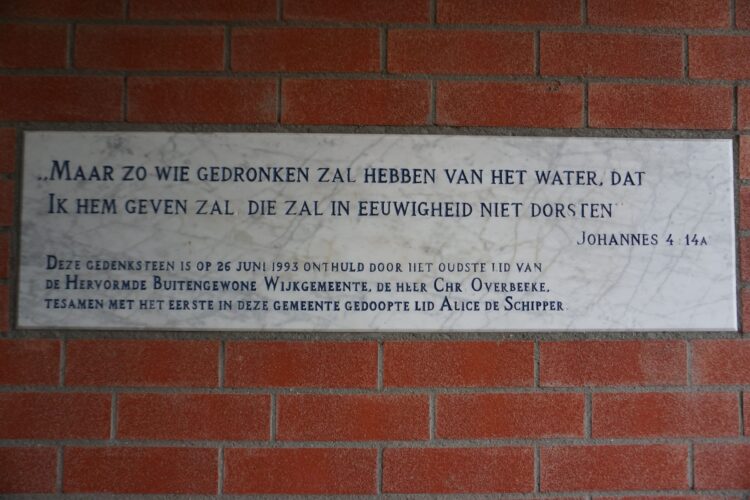 „Maar zo wie gedronken zal hebben van het water, dat
Ik hem geven zal, die zal in eeuwigheid niet dorsten"
Johannes 4:14a
Deze gedenksteen is op 26 juni 1993 onthuld door het oudste lid van
de Hervormde Buitengewone Wijkgemeente, de heer Chr Overbeeke,
tesamen met het eerste in deze gemeente gedoopte lid Alice de Schipper.